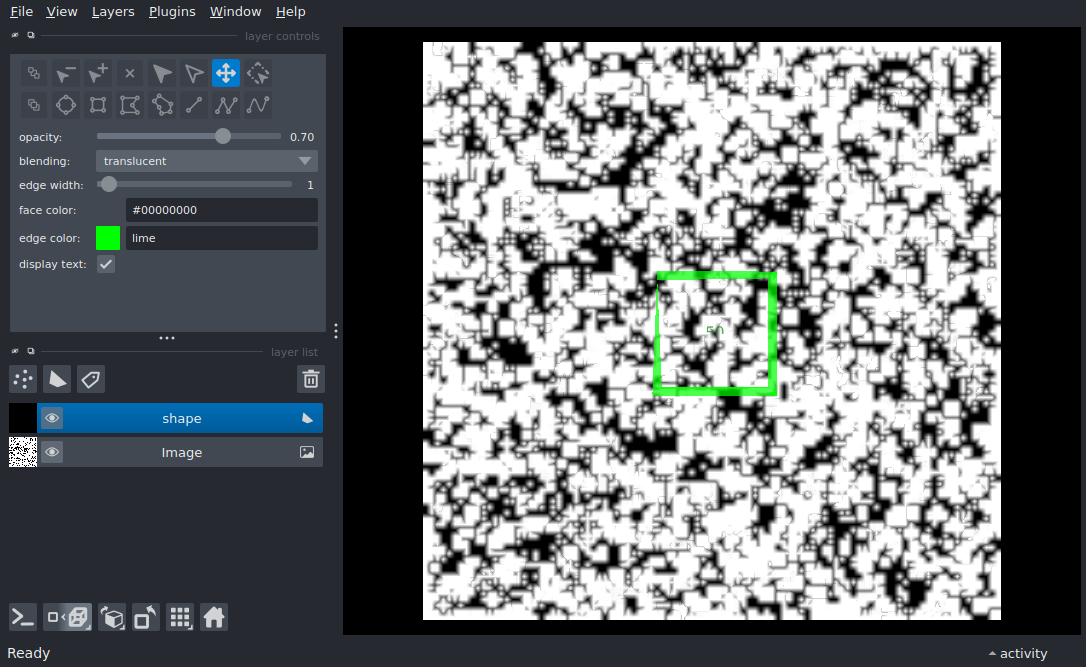 File View Layers Plugins Window Help
layer controls
opacity: 0.70
blending: translucent
edge width: 1
face color: #00000000
edge color: lime
display text:
50
layer list
shape
Image
Ready
activity